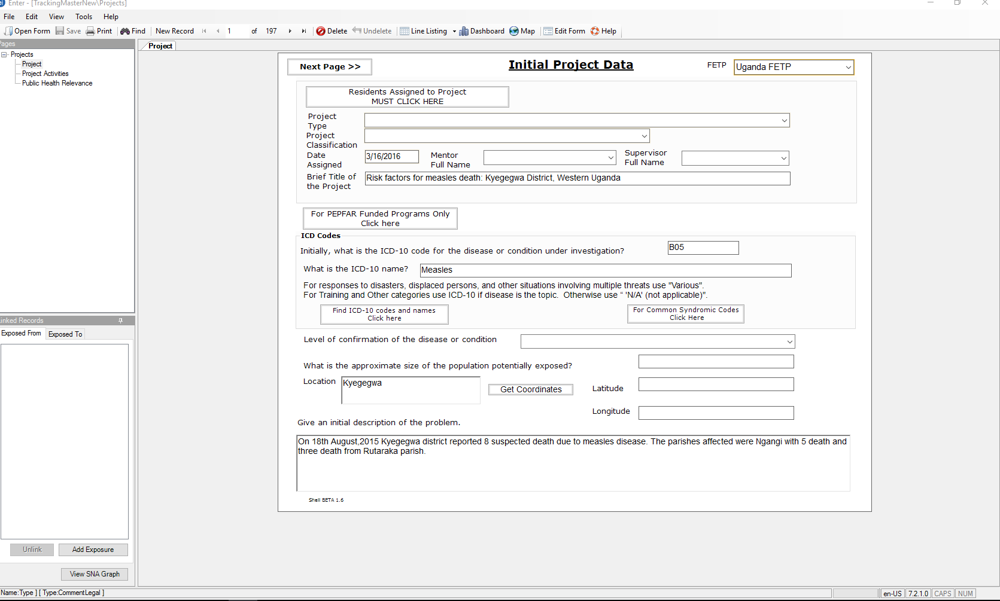 Enter - [TrackingMasterNew\Projects]
File Edit View Tools Help
Open Form Save Print Find New Record 1 of 197 Delete Undelete Line Listing Dashboard Map Edit Form Help
Pages
Projects
Project
Project Activities
Public Health Relevance
Linked Records
Exposed From Exposed To
Unlink Add Exposure
View SNA Graph
Project
Next Page >> Initial Project Data FETP Uganda FETP
Residents Assigned to Project
MUST CLICK HERE
Project
Type
Project
Classification
Date
Assigned
3/16/2016
Mentor
Full Name
Supervisor
Full Name
Brief Title of
the Project
Risk factors for measles death: Kyegegwa District, Western Uganda
For PEPFAR Funded Programs Only
Click here
ICD Codes
Initially, what is the ICD-10 code for the disease or condition under investigation? B05
What is the ICD-10 name? Measles
For responses to disasters, displaced persons, and other situations involving multiple threats use "Various".
For Training and Other categories use ICD-10 if disease is the topic. Otherwise use “ 'N/A' (not applicable)".
Find ICD-10 codes and names
Click here
For Common Syndromic Codes
Click Here
Level of confirmation of the disease or condition
What is the approximate size of the population potentially exposed?
Location Kyegegwa Get Coordinates Latitude
Longitude
Give an initial description of the problem.
On 18th August,2015 Kyegegwa district reported 8 suspected death due to measles disease. The parishes affected were Ngangi with 5 death and
three death from Rutaraka parish.
Shell BETA 1.6
Name:Type ] [ Type:CommentLegal ] en-US 7.2.1.0 CAPS NUM